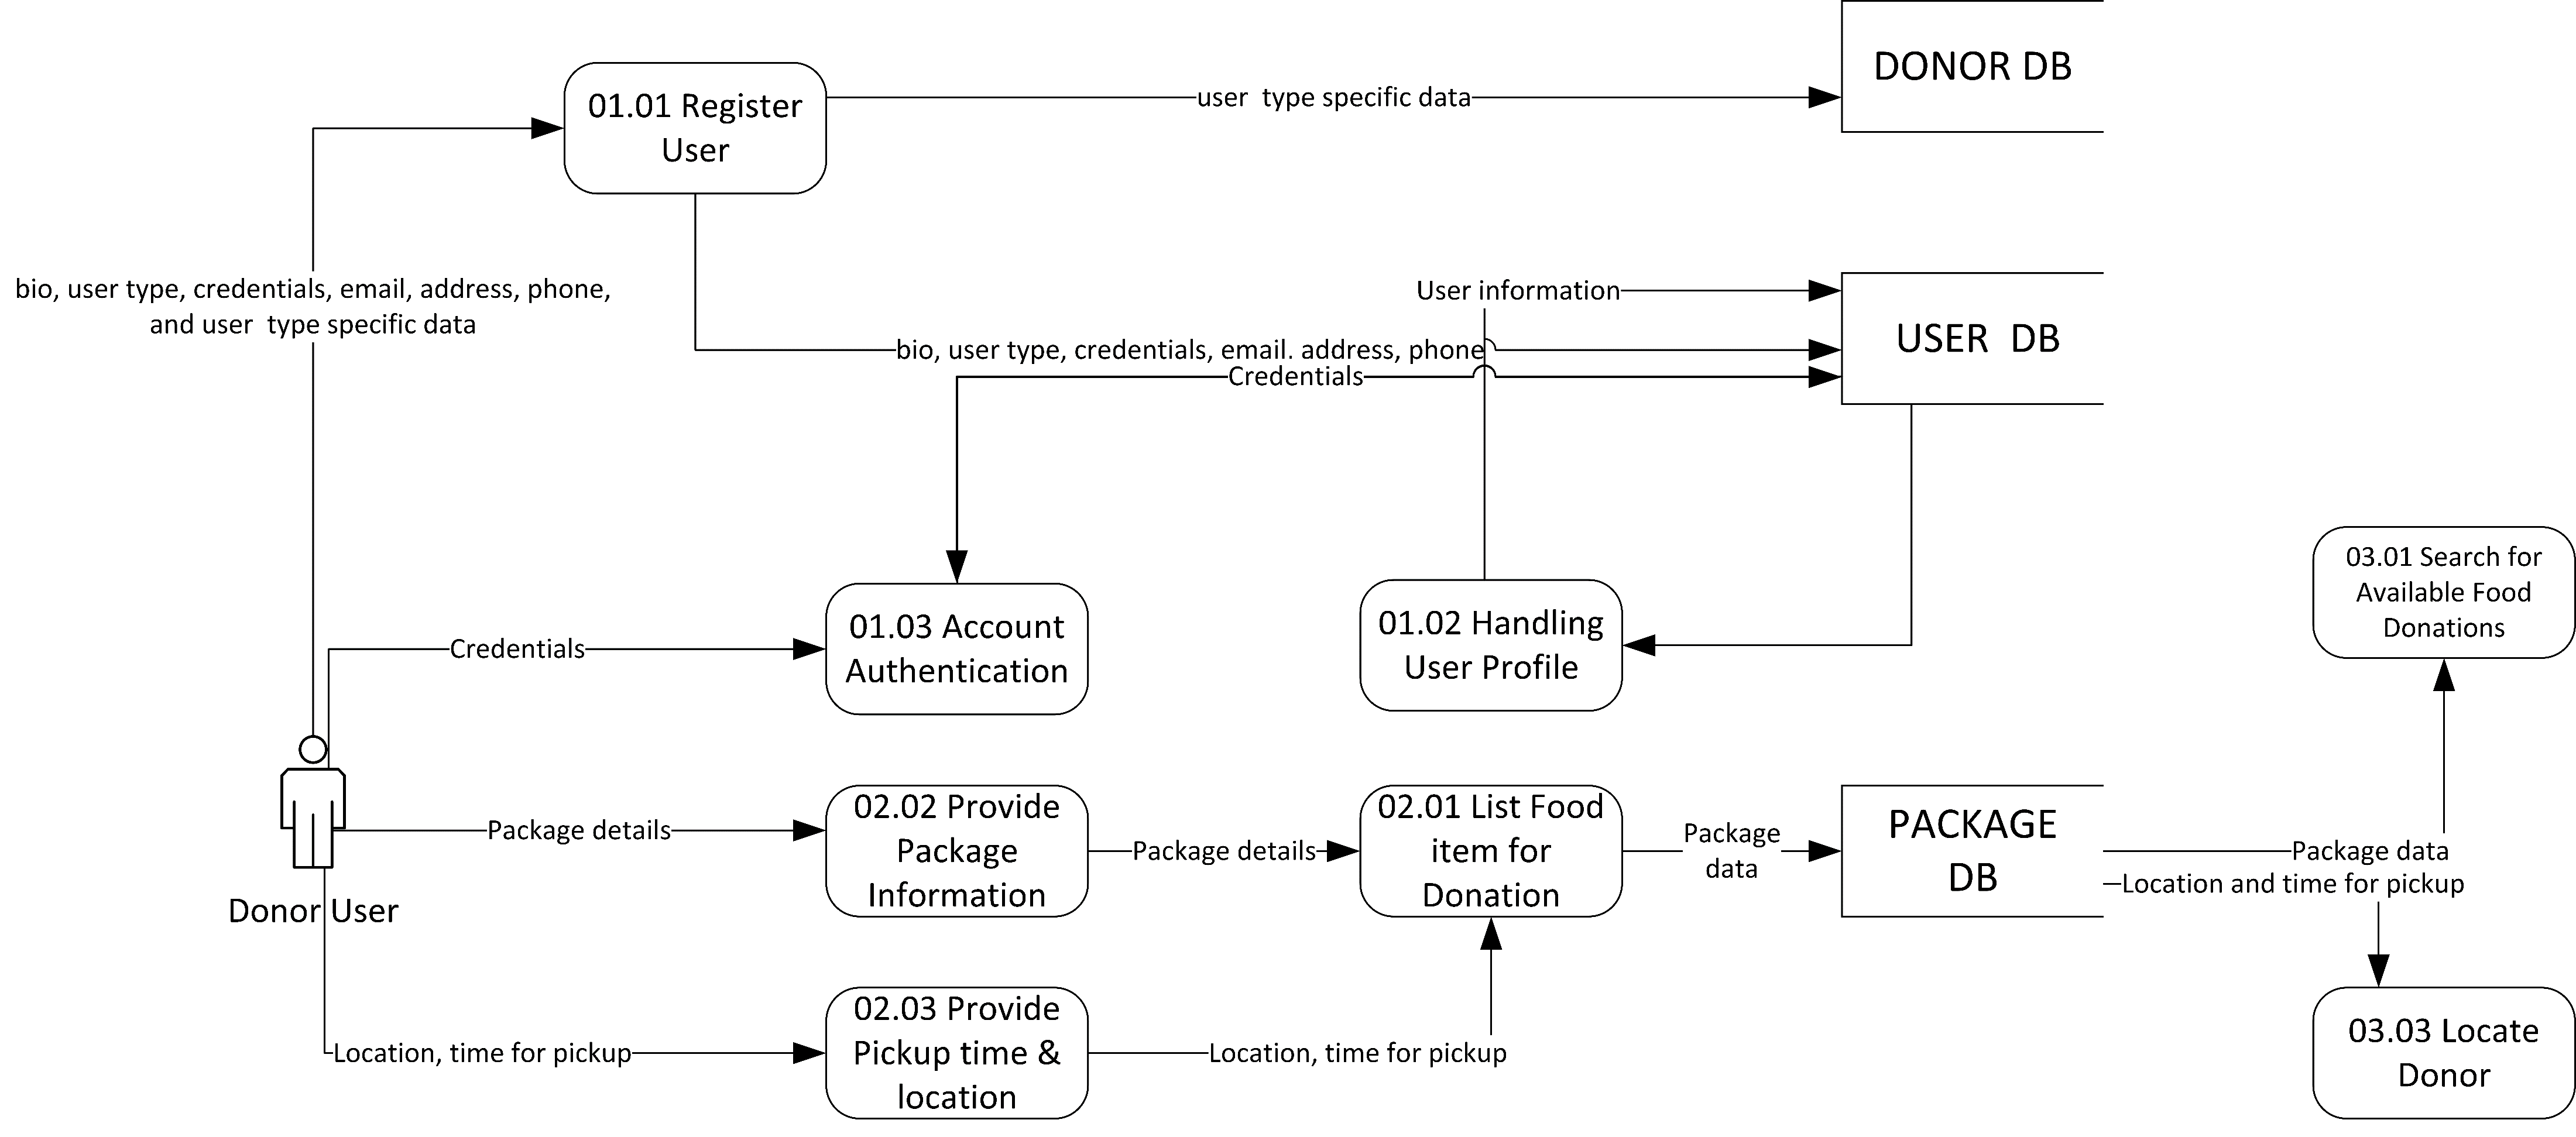 DONOR DB
01.01 Register
User
user  type specific data
bio, user type, credentials, email, address, phone,
and user  type specific data
User information
USER  DB
bio, user type, credentials, email. address, phone
Credentials
03.01 Search for
Available Food
Donations
01.03 Account
Authentication
01.02 Handling
User Profile
Credentials
02.02 Provide
Package
Information
02.01 List Food
item for
Donation
Package details
Package details
Package
data
PACKAGE
DB
Package data
Location and time for pickup
Donor User
02.03 Provide
Pickup time &
location
Location, time for pickup
Location, time for pickup
03.03 Locate
Donor